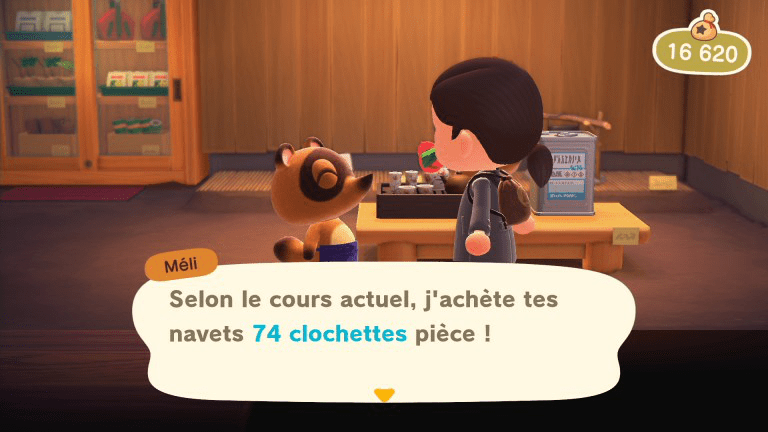 16 620
Méli
Selon le cours actuel, j'achète tes
navets 74 clochettes pièce !